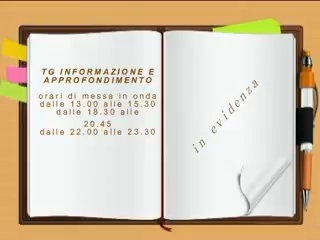 TG INFORMAZIONE E
APPROFONDIMENTO
orari di messa in onda
dalle 13.00 alle 15.30
dalle 18.30 alle
20.45
dalle 22.00 alle 23.30
in evidenza